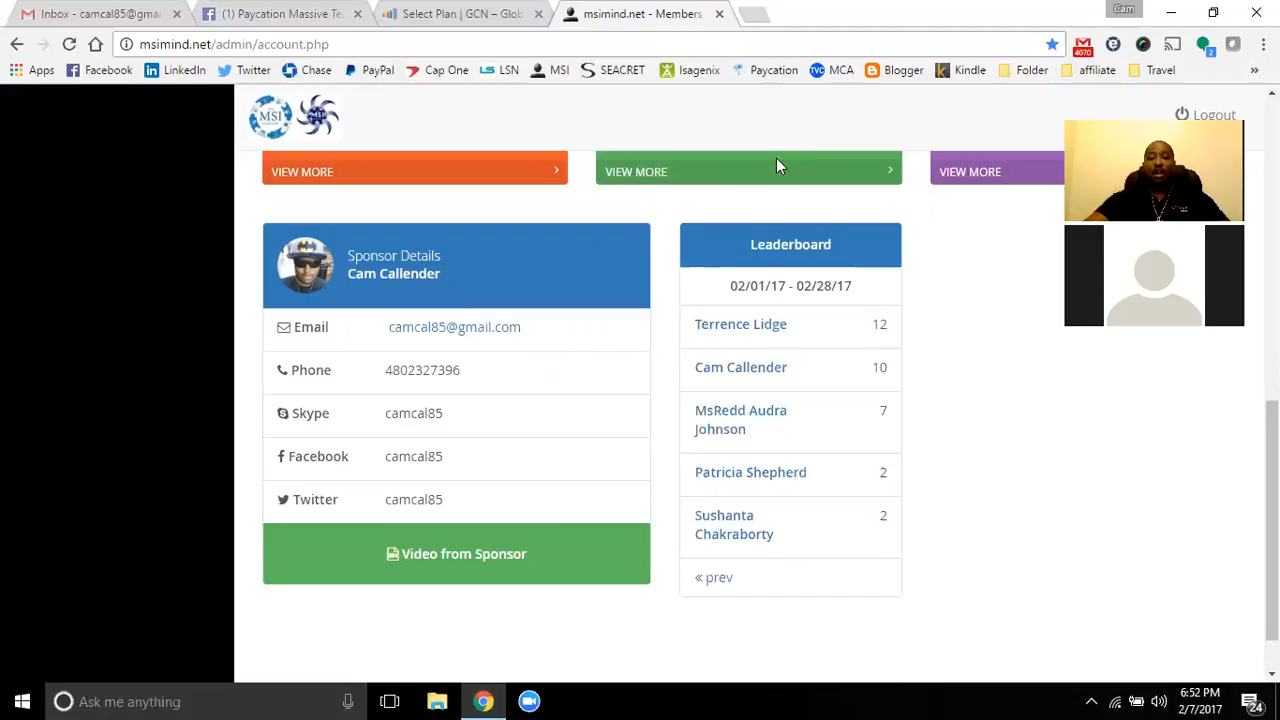 Inbox - camcal85@gma
(1) Paycation Massive Te
Select Plan | GCN – Glob
msimind.net - Members
Cam
msimind.net/admin/account.php
4670
2
Apps
Facebook
LinkedIn
Twitter
Chase
PayPal
Cap One
LSN
MSI
SEACRET
Isagenix
Paycation
MCA
Blogger
Kindle
Folder
affiliate
Travel
MSI
Logout
VIEW MORE
VIEW MORE
VIEW MORE
Sponsor Details
Cam Callender
Email camcal85@gmail.com
Phone 4802327396
Skype camcal85
Facebook camcal85
Twitter camcal85
Video from Sponsor
Leaderboard
02/01/17 - 02/28/17
Terrence Lidge 12
Cam Callender 10
MsRedd Audra 7
Johnson
Patricia Shepherd 2
Sushanta 2
Chakraborty
« prev
Ask me anything
6:52 PM
2/7/2017
24